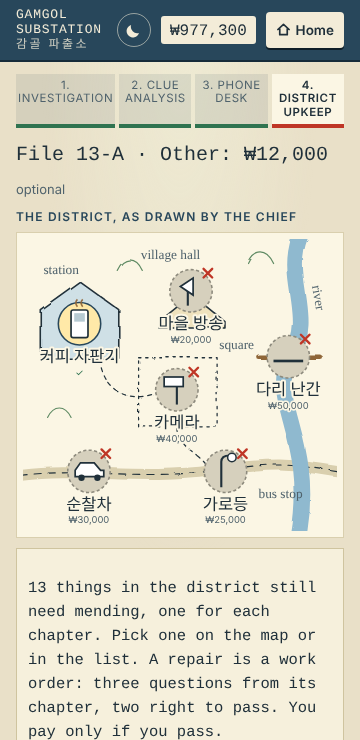 GAMGOL
SUBSTATION
감골 파출소
₩977,300
Home
1. INVESTIGATION
2. CLUE ANALYSIS
3. PHONE DESK
4. DISTRICT UPKEEP
File 13-A · Other: ₩12,000
optional
THE DISTRICT, AS DRAWN BY THE CHIEF
village hall
station
river
마을 방송
₩20,000
square
커피 자판기
다리 난간
₩50,000
카메라
₩40,000
순찰차
₩30,000
가로등
₩25,000
bus stop
13 things in the district still
need mending, one for each
chapter. Pick one on the map or
in the list. A repair is a work
order: three questions from its
chapter, two right to pass. You
pay only if you pass.